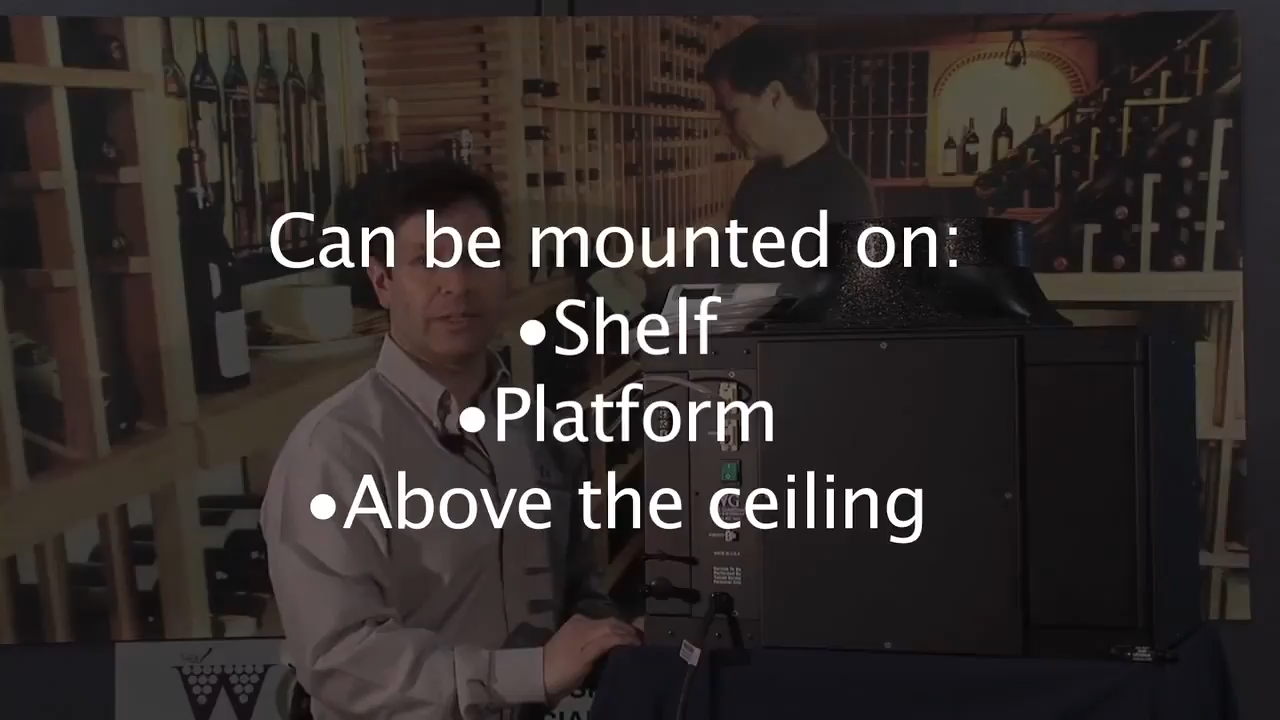 Can be mounted on:
•Shelf
•Platform
•Above the ceiling